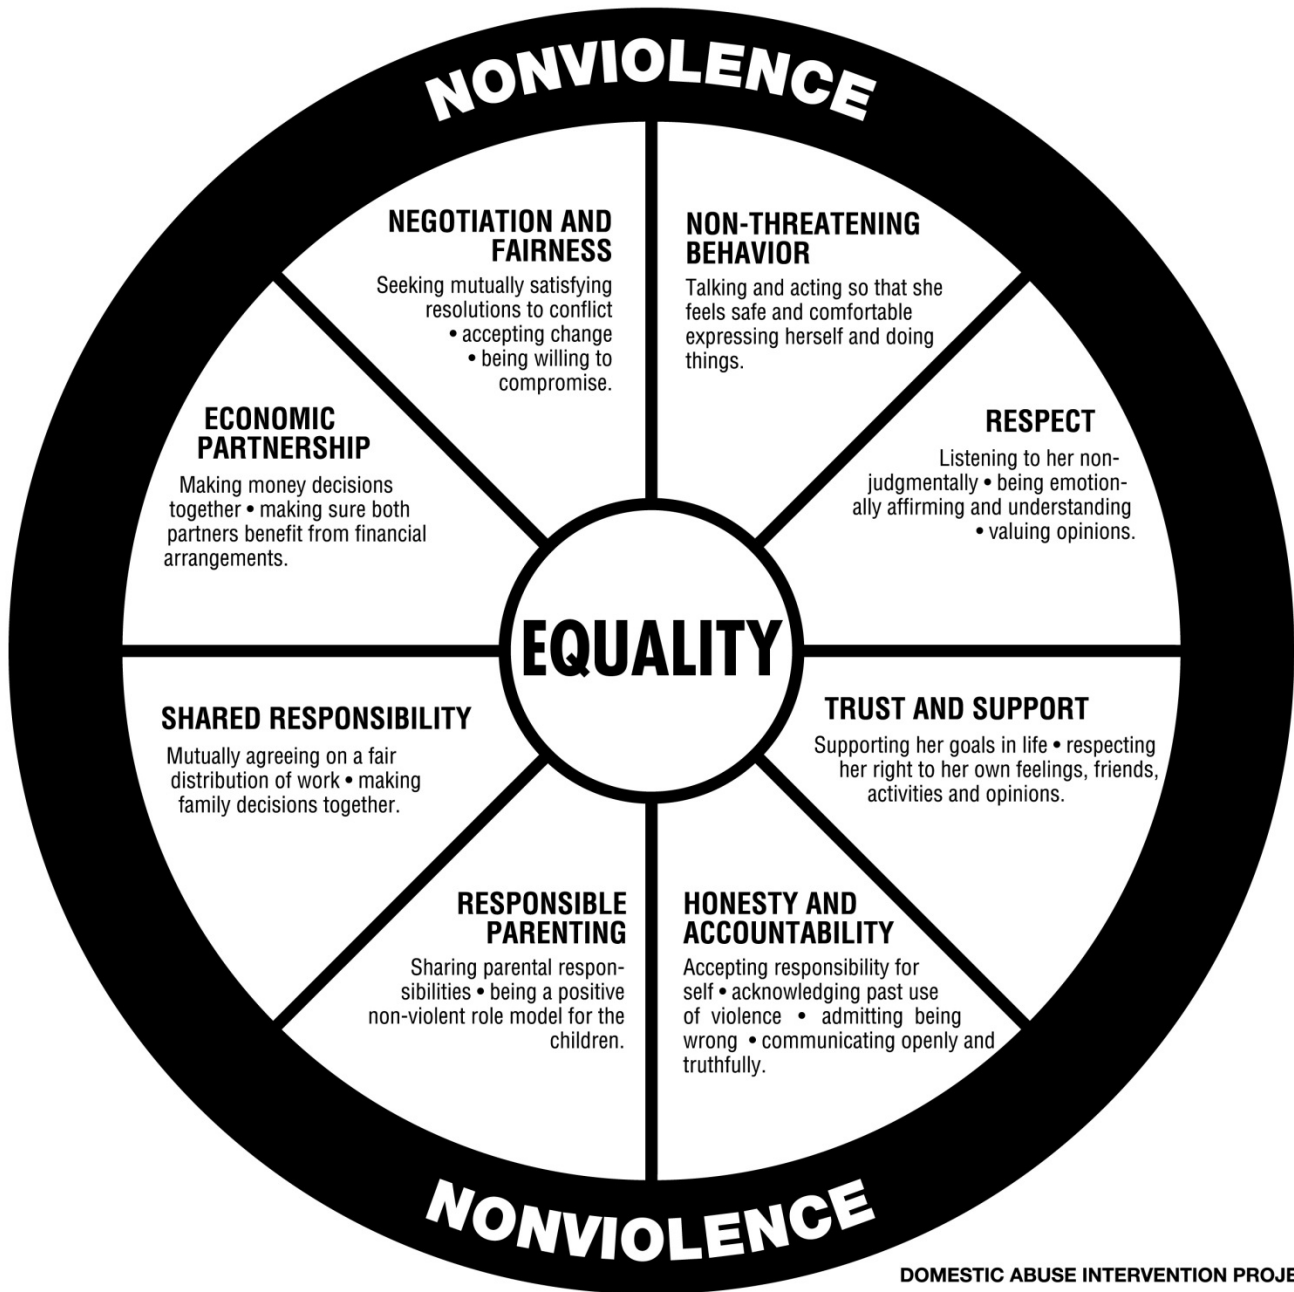 NONVIOLENCE
NEGOTIATION AND
FAIRNESS
Seeking mutually satisfying
resolutions to conflict
• accepting change
• being willing to
compromise.
NON-THREATENING
BEHAVIOR
Talking and acting so that she
feels safe and comfortable
expressing herself and doing
things.
ECONOMIC
PARTNERSHIP
Making money decisions
together • making sure both
partners benefit from financial
arrangements.
RESPECT
Listening to her non-
judgmentally • being emotion-
ally affirming and understanding
• valuing opinions.
EQUALITY
SHARED RESPONSIBILITY
Mutually agreeing on a fair
distribution of work • making
family decisions together.
TRUST AND SUPPORT
Supporting her goals in life • respecting
her right to her own feelings, friends,
activities and opinions.
RESPONSIBLE
PARENTING
Sharing parental respon-
sibilities • being a positive
non-violent role model for the
children.
HONESTY AND
ACCOUNTABILITY
Accepting responsibility for
self • acknowledging past use
of violence • admitting being
wrong • communicating openly and
truthfully.
NONVIOLENCE
DOMESTIC ABUSE INTERVENTION